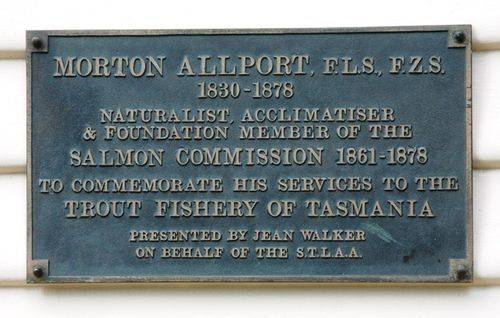 MORTON ALLPORT, F.L.S., F.Z.S.
1830-1878
NATURALIST, ACCLIMATISER
& FOUNDATION MEMBER OF THE
SALMON COMMISSION 1861-1878
TO COMMEMORATE HIS SERVICES TO THE
TROUT FISHERY OF TASMANIA
PRESENTED BY JEAN WALKER
ON BEHALF OF THE S.T.L.A.A.